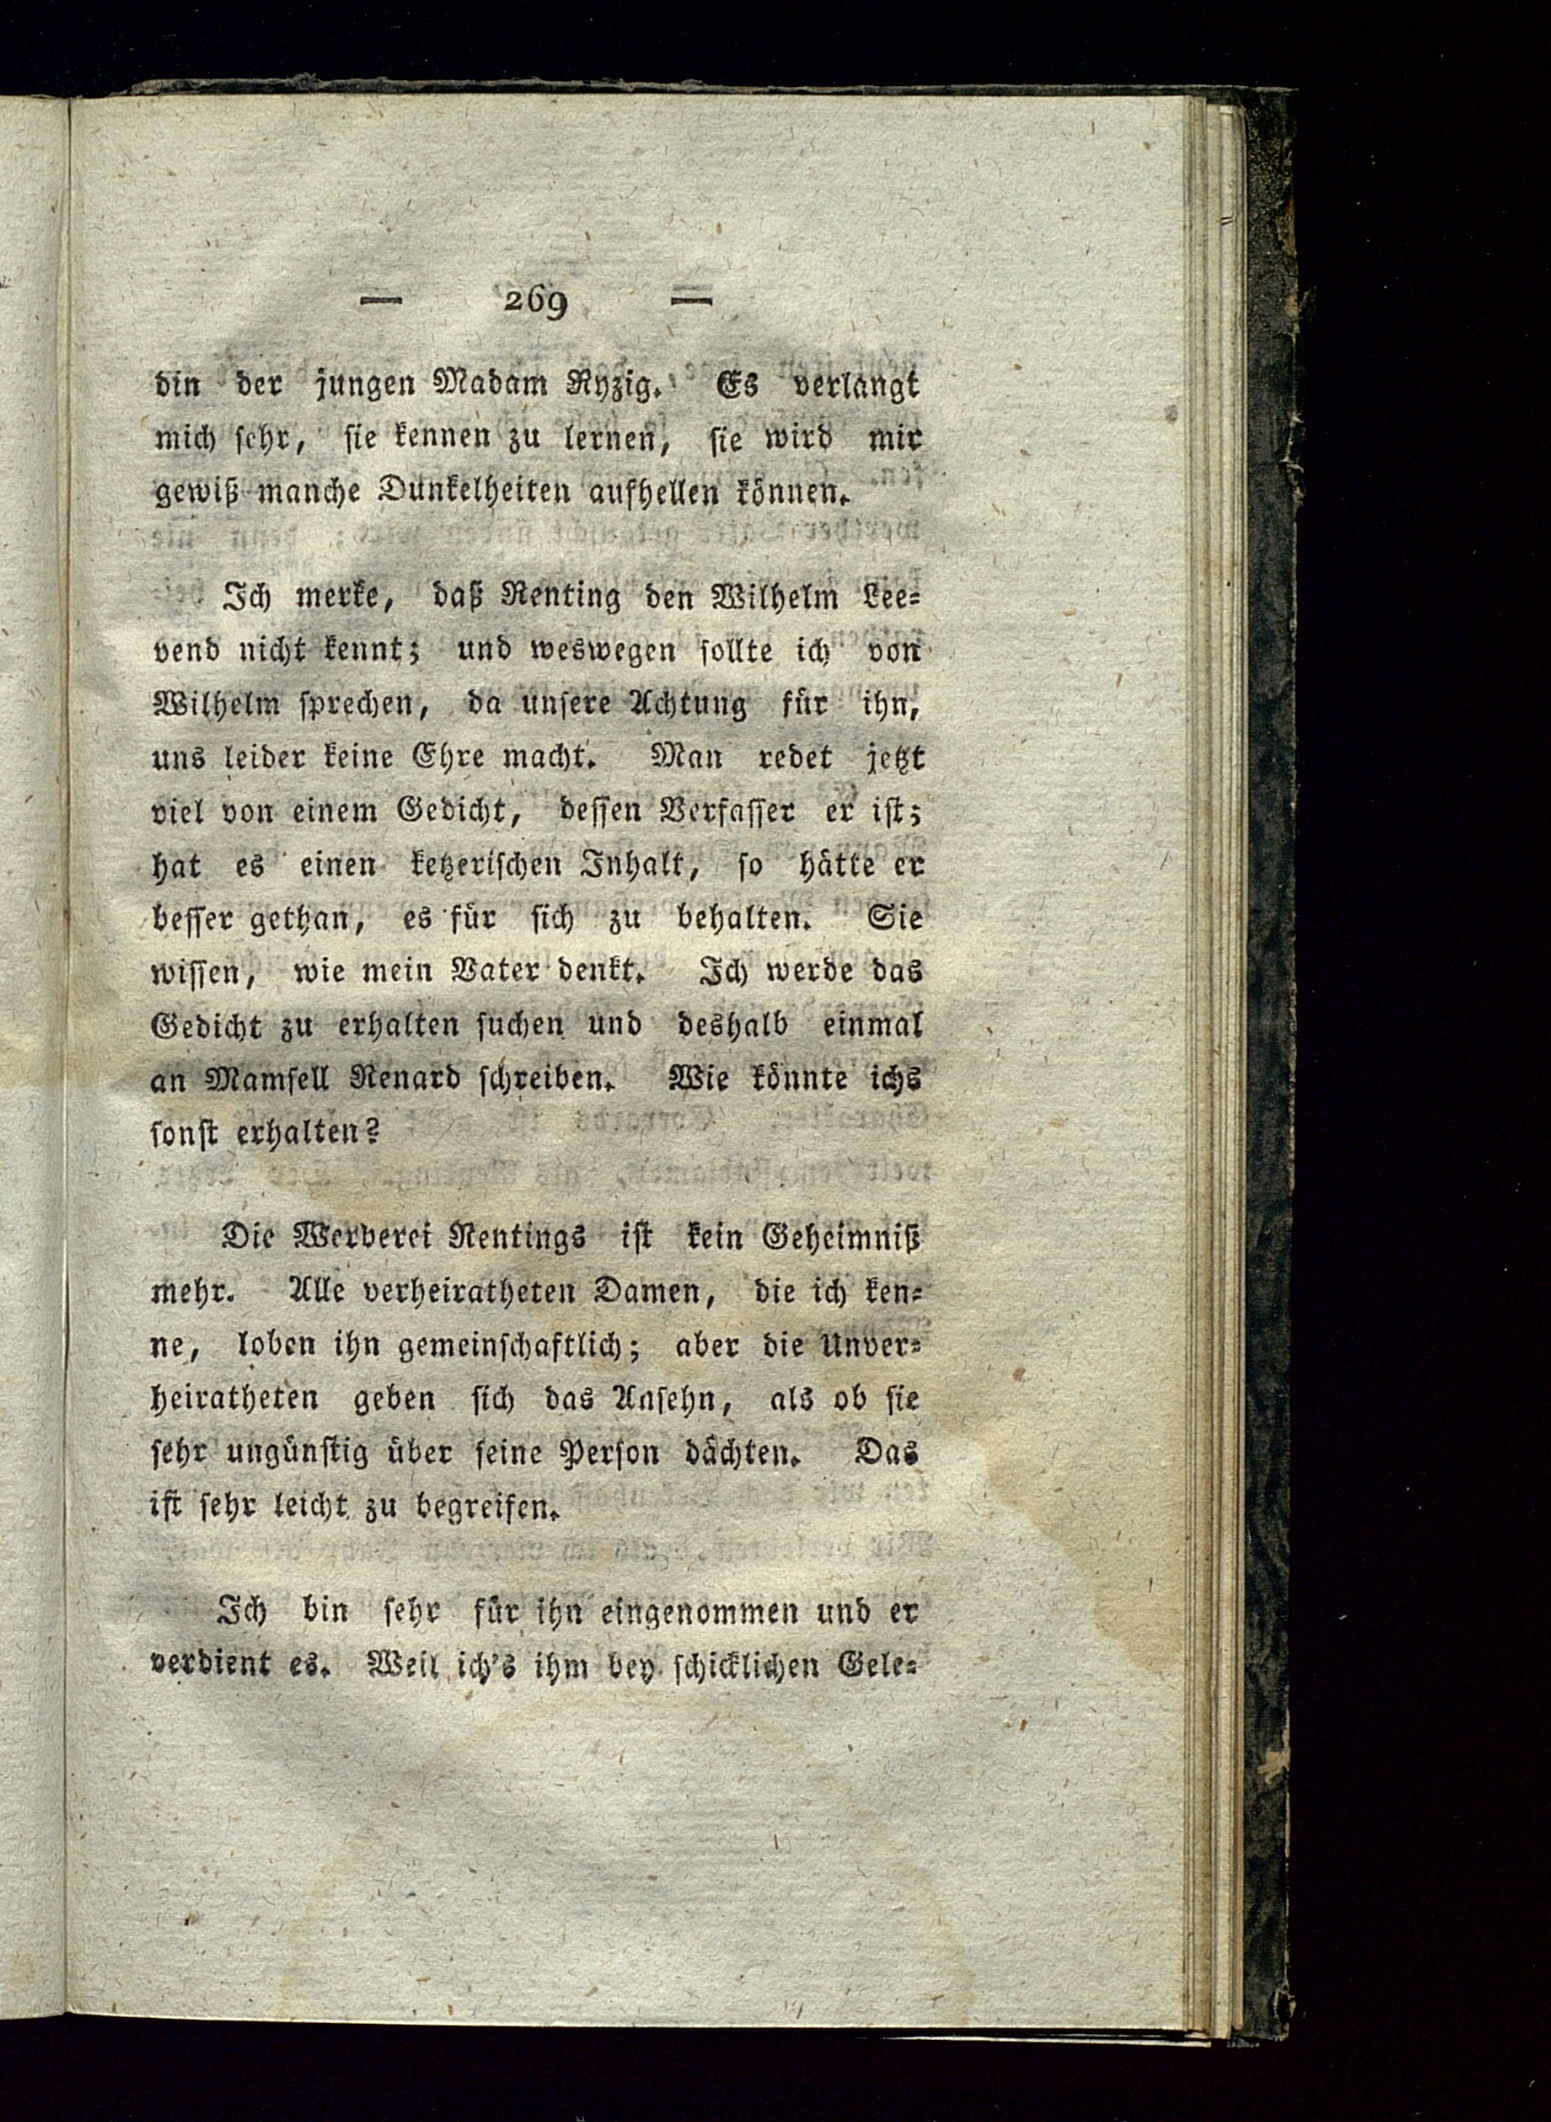 — 269 —
din der jungen Madam Ryzig. Es verlangt
mich sehr, sie kennen zu lernen, sie wird mir
gewiß manche Dunkelheiten aufhellen können.
Ich merke, daß Renting den Wilhelm Lee-
vend nicht kennt; und weswegen sollte ich von
Wilhelm sprechen, da unsere Achtung für ihn,
uns leider keine Ehre macht. Man redet jetzt
viel von einem Gedicht, dessen Verfasser er ist;
hat es einen ketzerischen Inhalt, so hätte er
besser gethan, es für sich zu behalten. Sie
wissen, wie mein Vater denkt. Ich werde das
Gedicht zu erhalten suchen und deshalb einmal
an Mamsell Renard schreiben. Wie könnte ichs
sonst erhalten?
Die Werberei Rentings ist kein Geheimniß
mehr. Alle verheiratheten Damen, die ich ken-
ne, loben ihn gemeinschaftlich; aber die Unver-
heiratheten geben sich das Ansehn, als ob sie
sehr ungünstig über seine Person dächten. Das
ist sehr leicht zu begreifen.
Ich bin sehr für ihn eingenommen und er
verdient es. Weil ich's ihm bey schicklichen Gele-